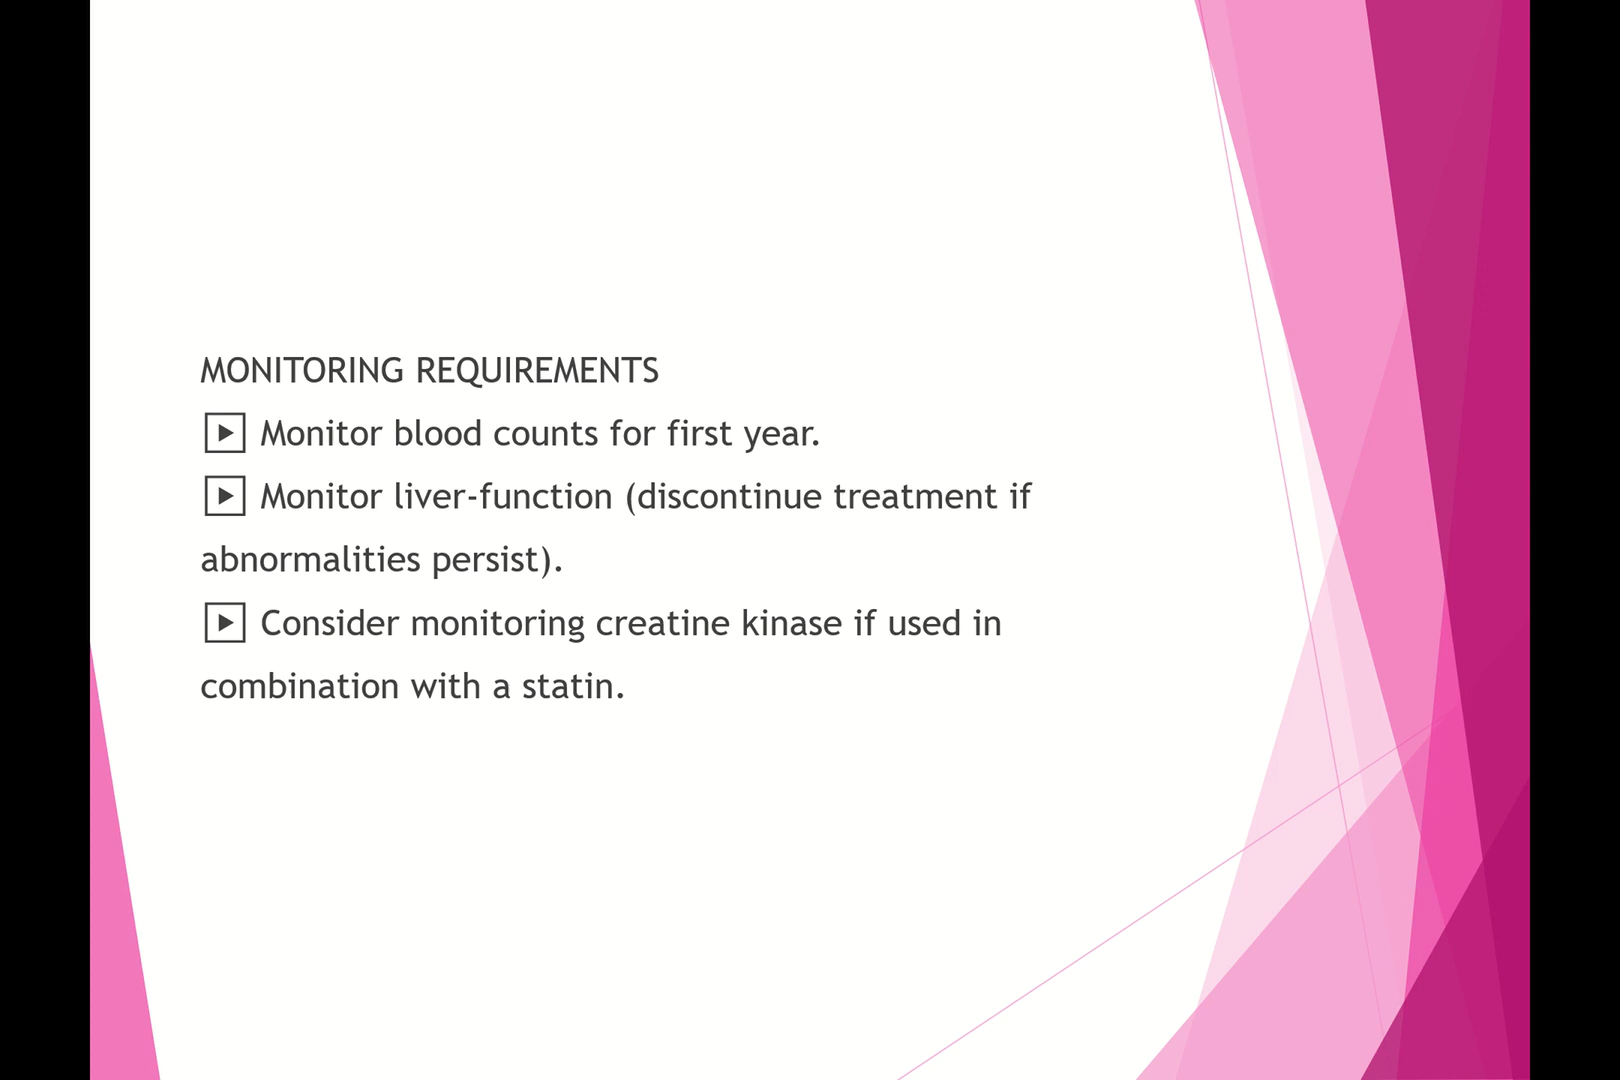 MONITORING REQUIREMENTS
▶ Monitor blood counts for first year.
▶ Monitor liver-function (discontinue treatment if
abnormalities persist).
▶ Consider monitoring creatine kinase if used in
combination with a statin.